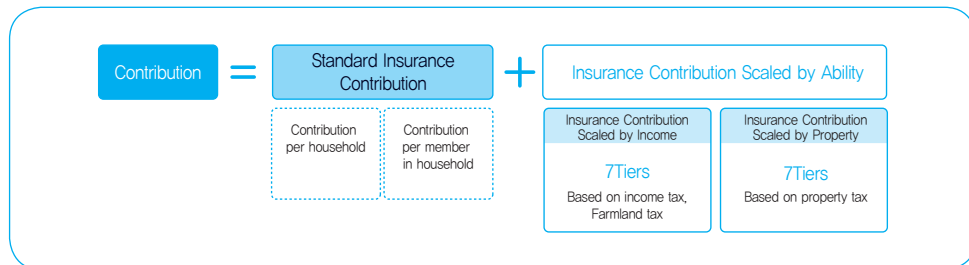 Contribution
=
Standard Insurance
Contribution
+
Insurance Contribution Scaled by Ability
Contribution
per household
Contribution
per member
in household
Insurance Contribution
Scaled by Income
7Tiers
Based on income tax,
Farmland tax
Insurance Contribution
Scaled by Property
7Tiers
Based on property tax